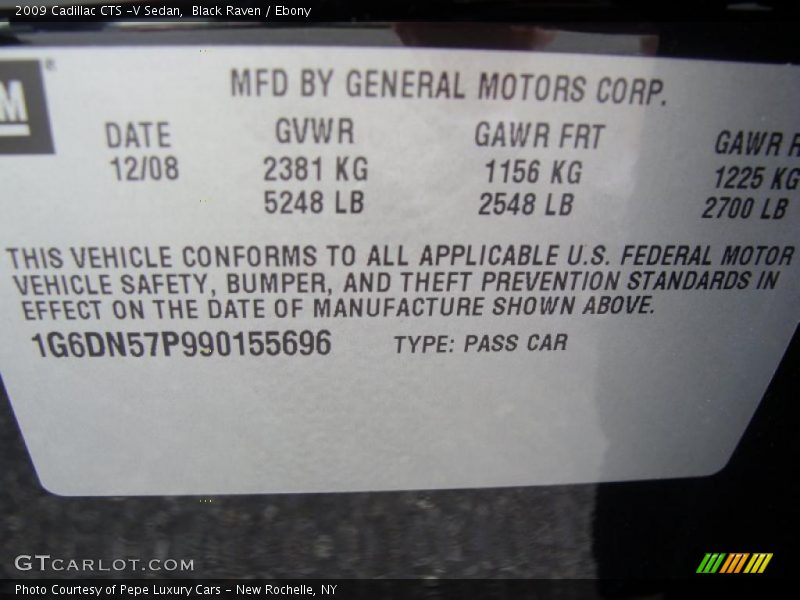 2009 Cadillac CTS -V Sedan, Black Raven / Ebony
MFD BY GENERAL MOTORS CORP.
DATE GVWR GAWR FRT GAWR R
12/08 2381 KG 1156 KG 1225 KG
5248 LB 2548 LB 2700 LB
THIS VEHICLE CONFORMS TO ALL APPLICABLE U.S. FEDERAL MOTOR
VEHICLE SAFETY, BUMPER, AND THEFT PREVENTION STANDARDS IN
EFFECT ON THE DATE OF MANUFACTURE SHOWN ABOVE.
1G6DN57P990155696 TYPE: PASS CAR
GTCARLOT.COM
Photo Courtesy of Pepe Luxury Cars - New Rochelle, NY